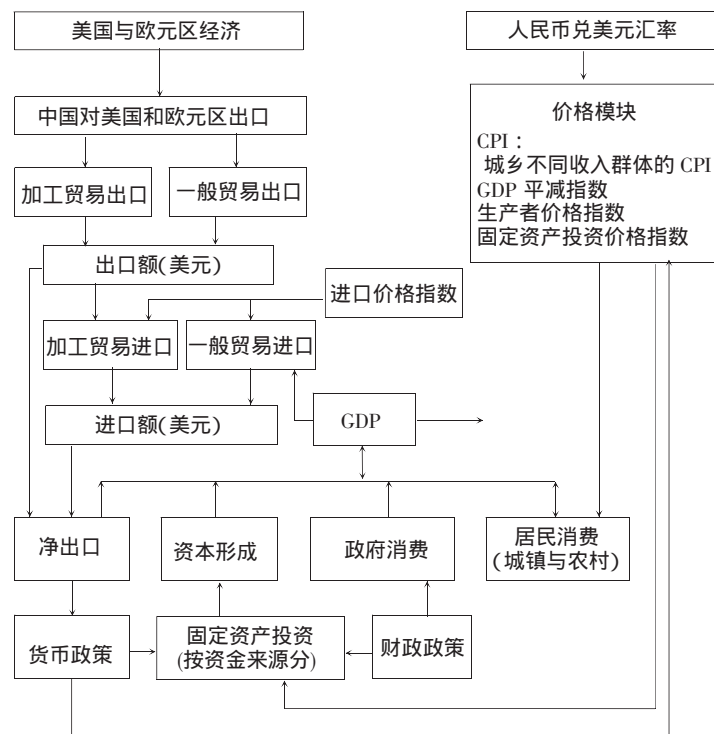 美国与欧元区经济
人民币兑美元汇率
中国对美国和欧元区出口
价格模块
CPI：
城乡不同收入群体的 CPI
GDP 平减指数
生产者价格指数
固定资产投资价格指数
加工贸易出口
一般贸易出口
出口额(美元)
进口价格指数
加工贸易进口
一般贸易进口
进口额(美元)
GDP
净出口
资本形成
政府消费
居民消费
(城镇与农村)
货币政策
固定资产投资
(按资金来源分)
财政政策